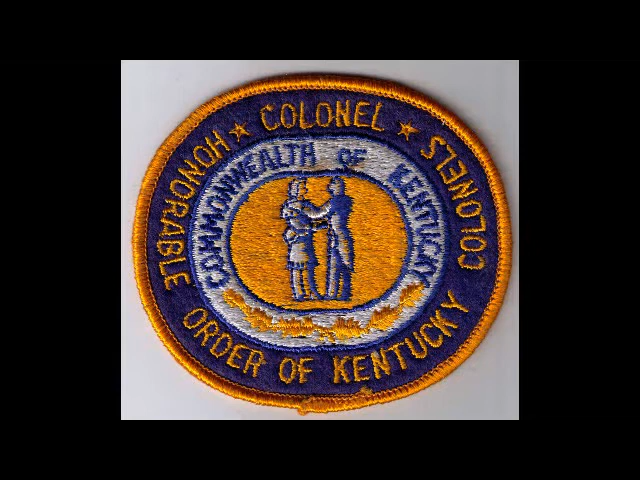 ★ COLONEL ★
HONORABLE ORDER OF KENTUCKY COLONELS
COMMONWEALTH OF KENTUCKY